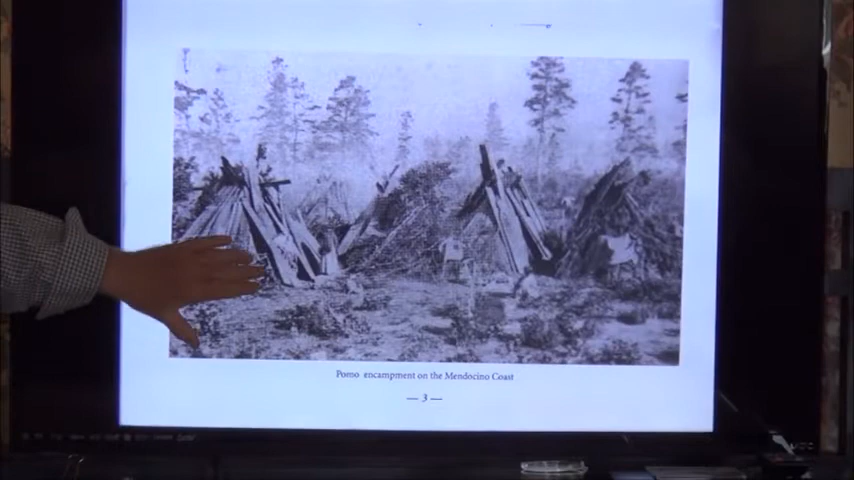 Pomo encampment on the Mendocino Coast
— 3 —